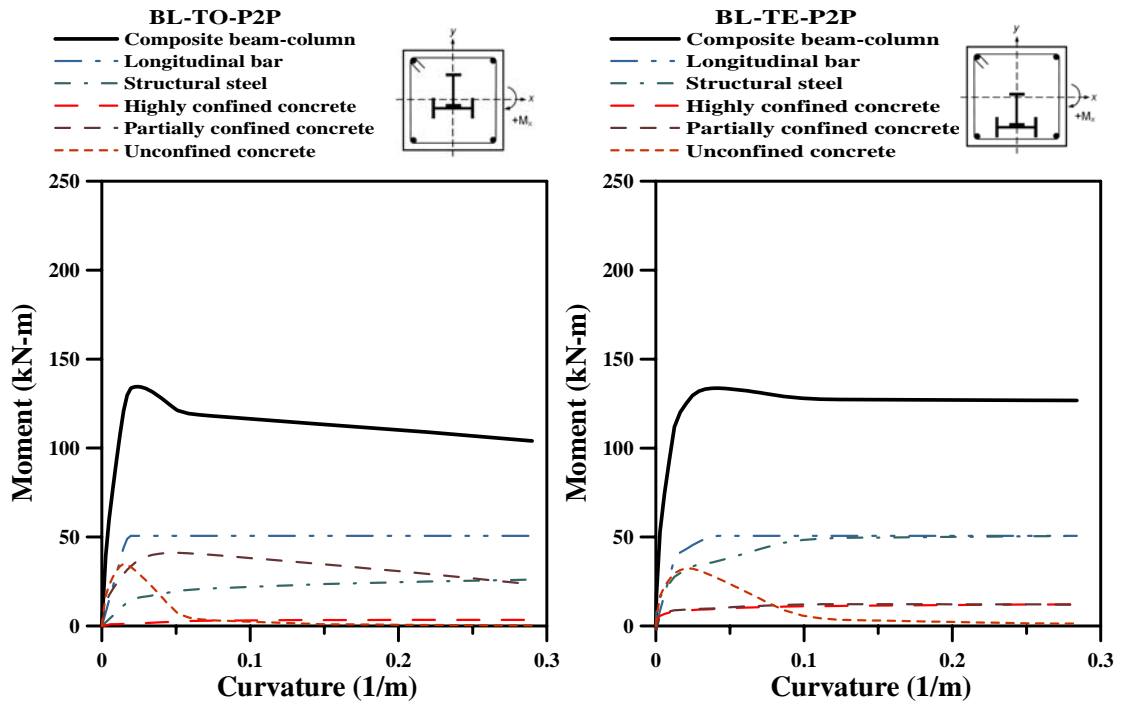 BL-TO-P2P
Composite beam-column
Longitudinal bar
Structural steel
Highly confined concrete
Partially confined concrete
Unconfined concrete
y
x
+Mx
250
200
150
100
50
0
Moment (kN-m)
0
0.1
0.2
0.3
Curvature (1/m)
BL-TE-P2P
Composite beam-column
Longitudinal bar
Structural steel
Highly confined concrete
Partially confined concrete
Unconfined concrete
y
x
+Mx
250
200
150
100
50
0
Moment (kN-m)
0
0.1
0.2
0.3
Curvature (1/m)